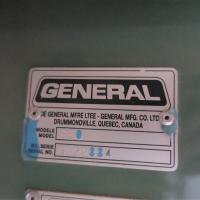 GENERAL
GENERAL MFRE LTEE - GENERAL MFG. CO. LTD
DRUMMONDVILLE, QUEBEC, CANADA
MODELE
MODEL
NO. SERIE
SERIAL NO.